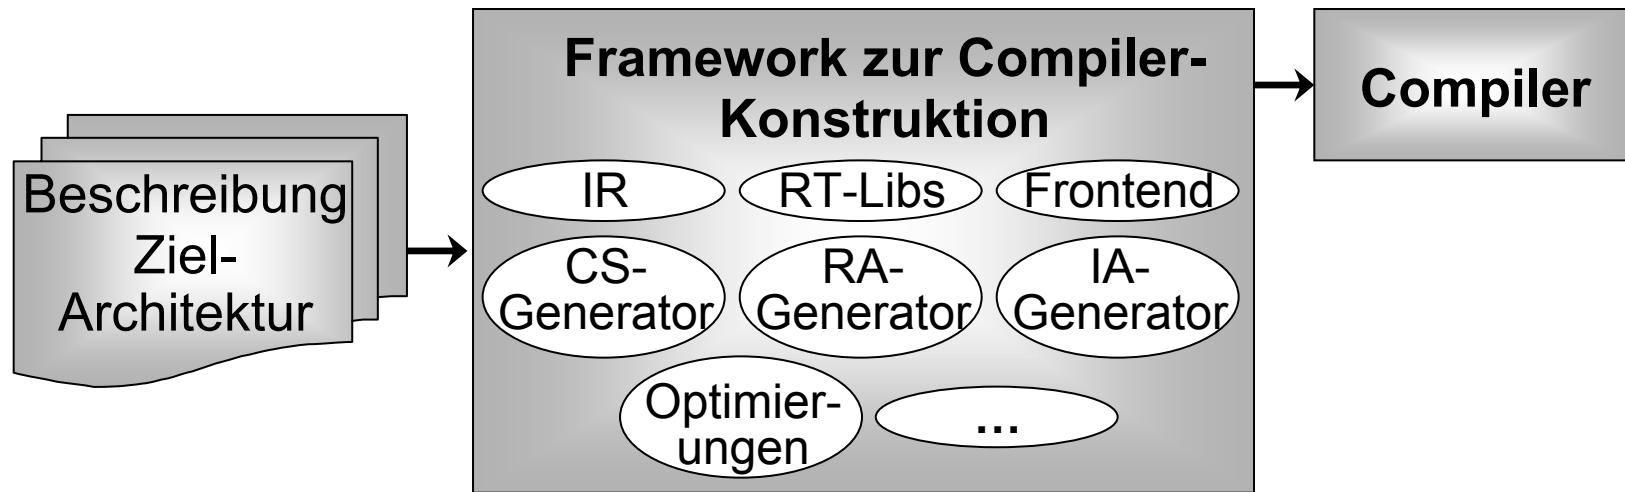 Framework zur Compiler-
Konstruktion
Compiler
Beschreibung
Ziel-
Architektur
IR
RT-Libs
Frontend
CS-
Generator
RA-
Generator
IA-
Generator
Optimier-
ungen
...